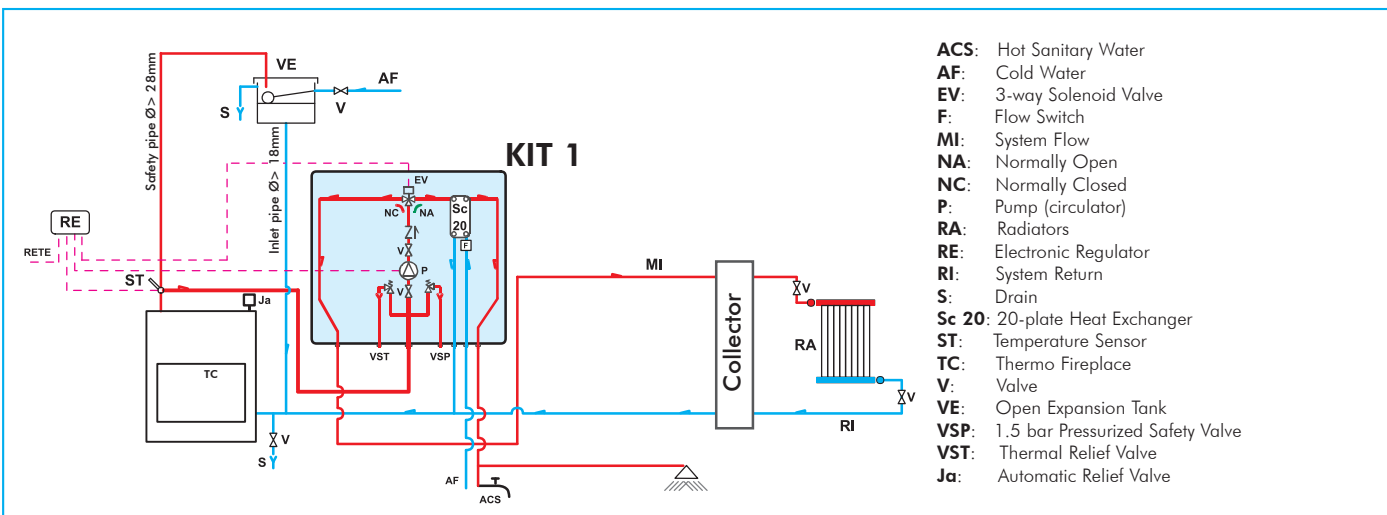 VE
AF
S
V
Safety pipe Ø> 28mm
Inlet pipe Ø> 18mm
KIT 1
EV
NC
NA
Sc
20
F
V
P
V
RE
RETE
ST
Ja
TC
VST
VSP
MI
Collector
V
RA
V
RI
V
S
AF
ACS
ACS: Hot Sanitary Water
AF: Cold Water
EV: 3-way Solenoid Valve
F: Flow Switch
MI: System Flow
NA: Normally Open
NC: Normally Closed
P: Pump (circulator)
RA: Radiators
RE: Electronic Regulator
RI: System Return
S: Drain
Sc 20: 20-plate Heat Exchanger
ST: Temperature Sensor
TC: Thermo Fireplace
V: Valve
VE: Open Expansion Tank
VSP: 1.5 bar Pressurized Safety Valve
VST: Thermal Relief Valve
Ja: Automatic Relief Valve